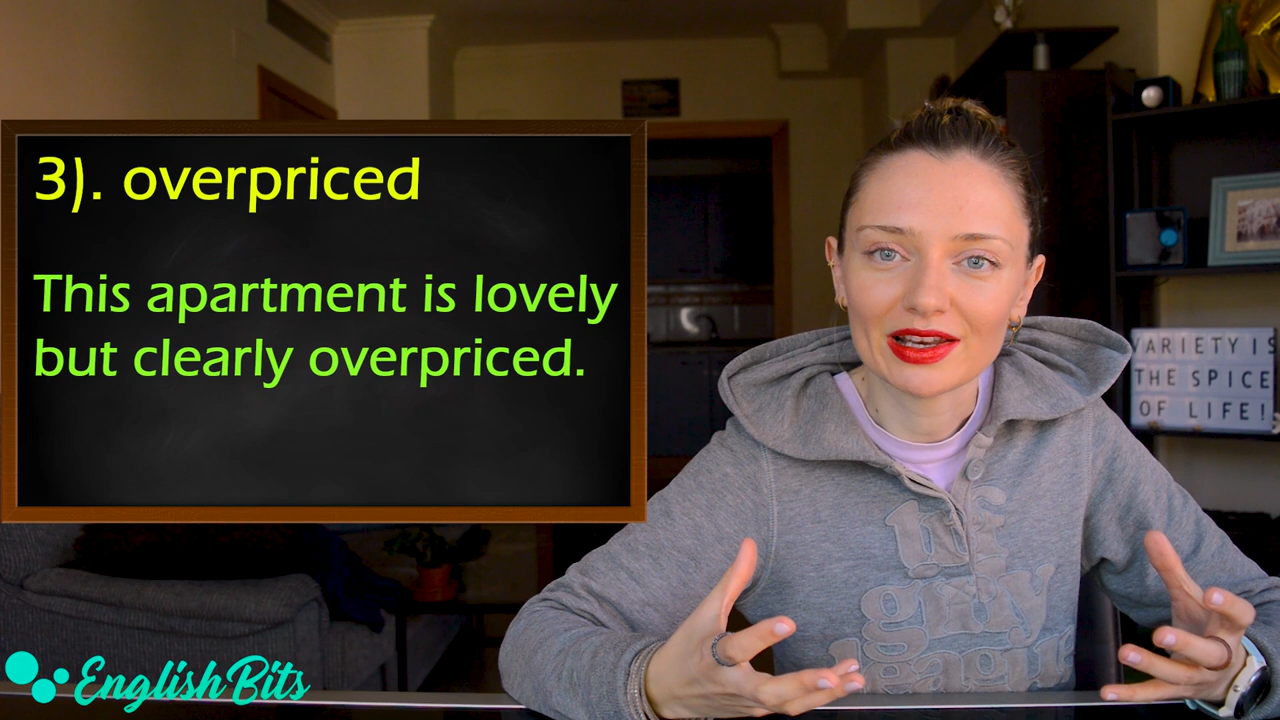 3). overpriced
This apartment is lovely
but clearly overpriced.
VARIETY IS
THE SPICE
OF LIFE!
EnglishBits